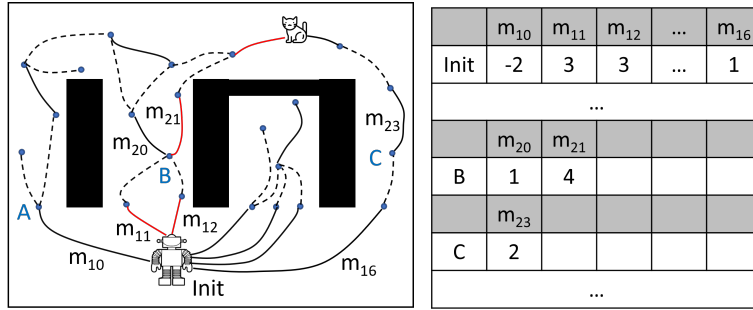 m₂₁
m₂₀
m₂₃
B
C
A
m₁₁
m₁₂
m₁₀
m₁₆
Init
m₁₀ m₁₁ m₁₂ ... m₁₆
Init -2 3 3 ... 1
...
m₂₀ m₂₁
B 1 4
m₂₃
C 2
...